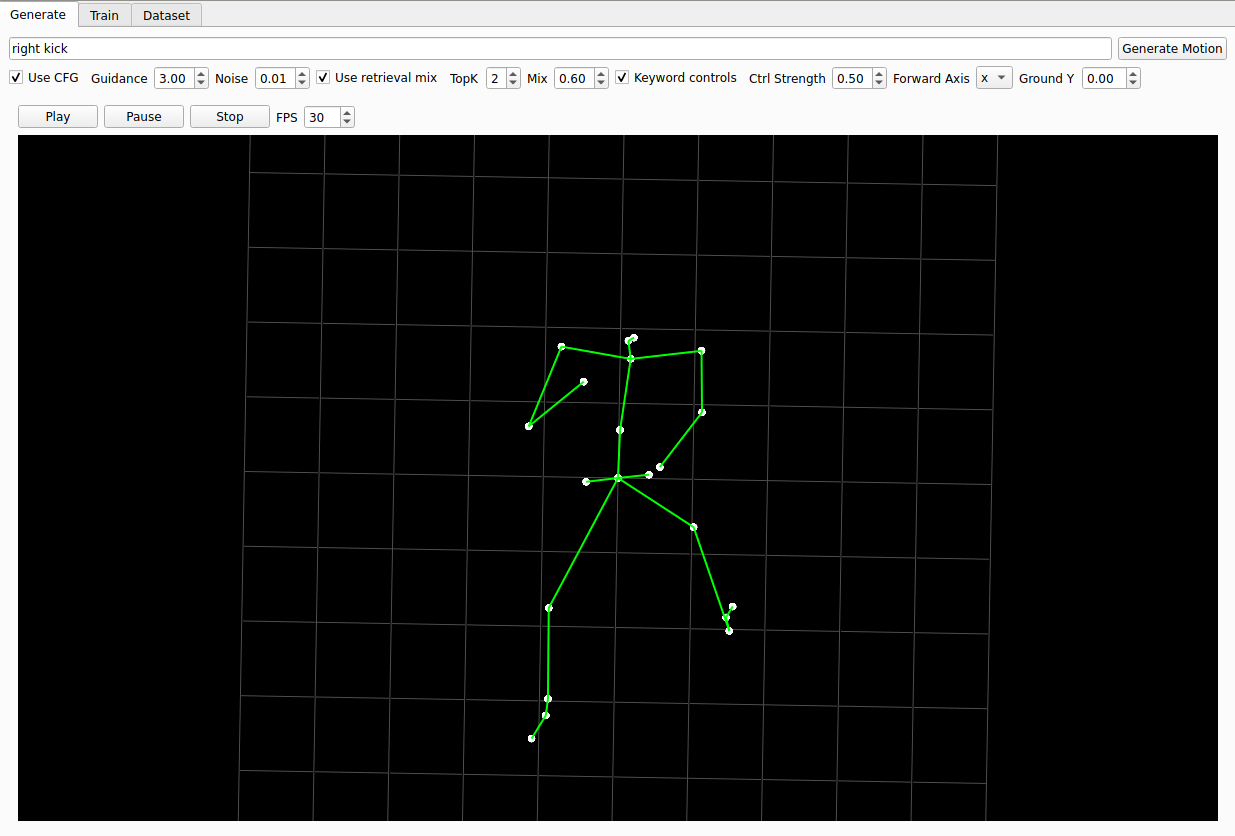 Generate Train Dataset
right kick Generate Motion
Use CFG Guidance 3.00 Noise 0.01 Use retrieval mix TopK 2 Mix 0.60 Keyword controls Ctrl Strength 0.50 Forward Axis x Ground Y 0.00
Play Pause Stop FPS 30